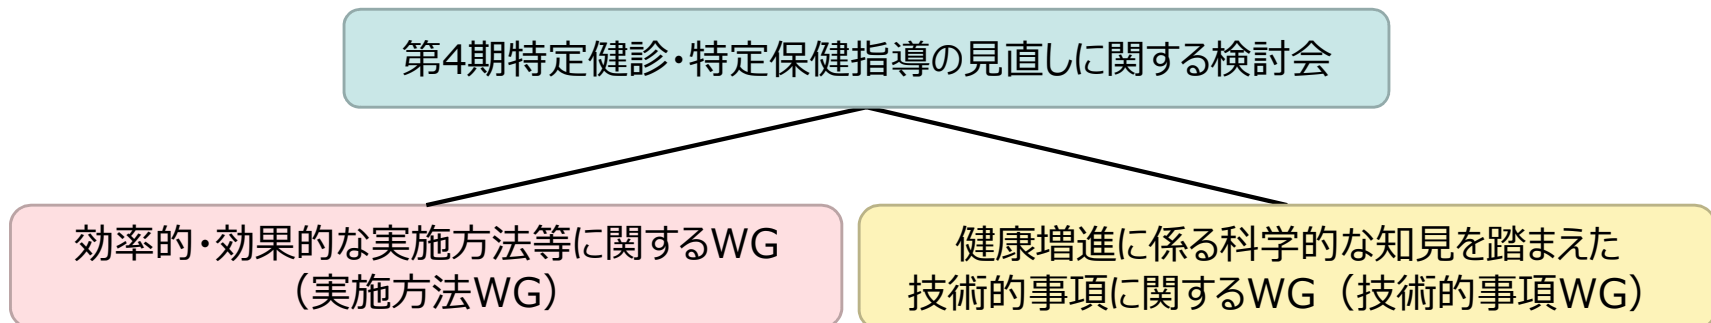 第4期特定健診・特定保健指導の見直しに関する検討会
効率的・効果的な実施方法等に関するWG
（実施方法WG）
健康増進に係る科学的な知見を踏まえた
技術的事項に関するWG（技術的事項WG）